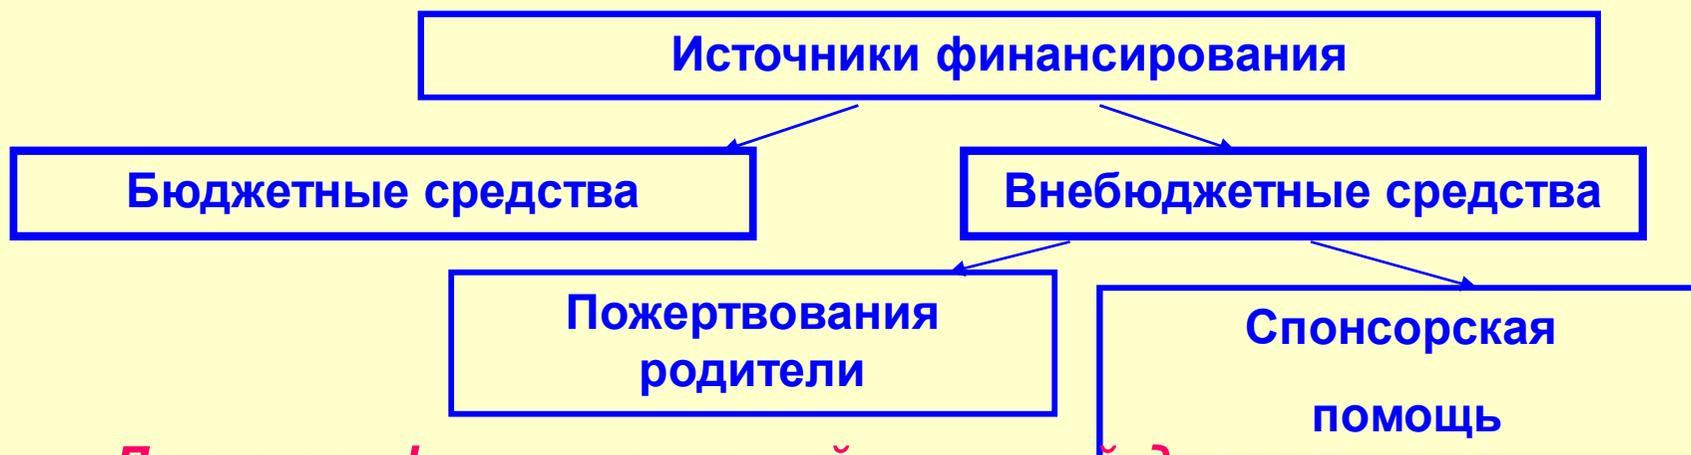 Источники финансирования
Бюджетные средства
Внебюджетные средства
Пожертвования
родители
Спонсорская
помощь